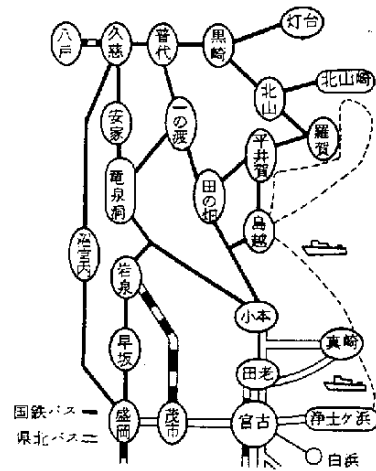 灯台
八戸
久慈
普代
黒崎
北山
北山崎
安家
一の渡
平井賀
羅賀
竜泉洞
田の畑
島越
沼宮内
岩泉
小本
早坂
真崎
田老
国鉄バス
県北バス
盛岡
茂市
宮古
浄土ヶ浜
白浜